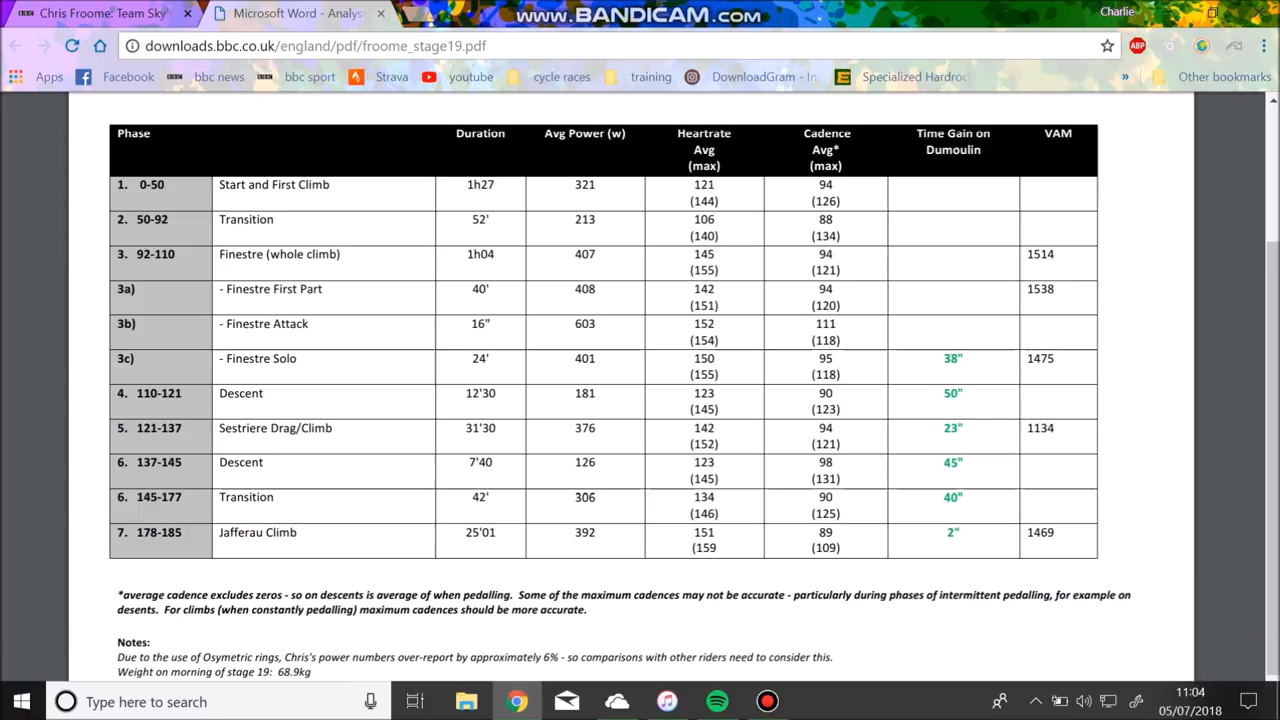 Chris Froome: Team Sky
Microsoft Word - Analys
www.BANDICAM.com
Charlie
downloads.bbc.co.uk/england/pdf/froome_stage19.pdf
ABP
Apps Facebook bbc news bbc sport Strava youtube cycle races training DownloadGram - In Specialized Hardroc » Other bookmarks
Phase Duration Avg Power (w) Heartrate Cadence Time Gain on VAM
Avg Avg* Dumoulin
(max) (max)
1. 0-50 Start and First Climb 1h27 321 121 94
(144) (126)
2. 50-92 Transition 52' 213 106 88
(140) (134)
3. 92-110 Finestre (whole climb) 1h04 407 145 94 1514
(155) (121)
3a) - Finestre First Part 40' 408 142 94 1538
(151) (120)
3b) - Finestre Attack 16" 603 152 111
(154) (118)
3c) - Finestre Solo 24' 401 150 95 38" 1475
(155) (118)
4. 110-121 Descent 12'30 181 123 90 50"
(145) (123)
5. 121-137 Sestriere Drag/Climb 31'30 376 142 94 23" 1134
(152) (121)
6. 137-145 Descent 7'40 126 123 98 45"
(145) (131)
6. 145-177 Transition 42' 306 134 90 40"
(146) (125)
7. 178-185 Jafferau Climb 25'01 392 151 89 2" 1469
(159 (109)
*average cadence excludes zeros - so on descents is average of when pedalling. Some of the maximum cadences may not be accurate - particularly during phases of intermittent pedalling, for example on
desents. For climbs (when constantly pedalling) maximum cadences should be more accurate.
Notes:
Due to the use of Osymetric rings, Chris's power numbers over-report by approximately 6% - so comparisons with other riders need to consider this.
Weight on morning of stage 19: 68.9kg
Type here to search
11:04
05/07/2018